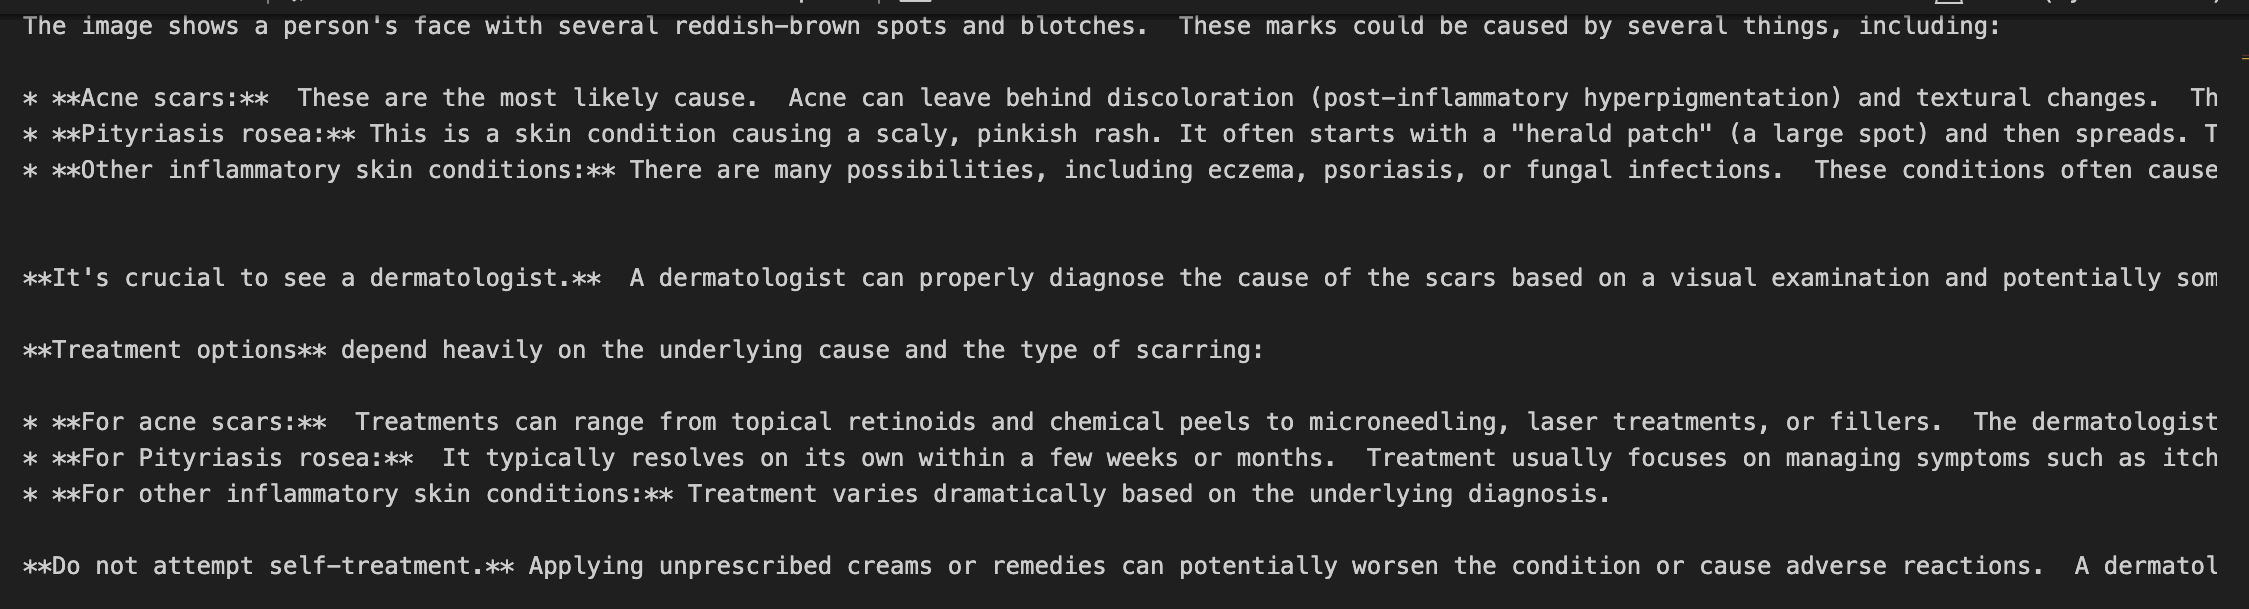 The image shows a person's face with several reddish-brown spots and blotches.  These marks could be caused by several things, including:
* **Acne scars:**  These are the most likely cause.  Acne can leave behind discoloration (post-inflammatory hyperpigmentation) and textural changes.  Th
* **Pityriasis rosea:** This is a skin condition causing a scaly, pinkish rash. It often starts with a "herald patch" (a large spot) and then spreads. T
* **Other inflammatory skin conditions:** There are many possibilities, including eczema, psoriasis, or fungal infections.  These conditions often cause
**It's crucial to see a dermatologist.**  A dermatologist can properly diagnose the cause of the scars based on a visual examination and potentially som
**Treatment options** depend heavily on the underlying cause and the type of scarring:
* **For acne scars:**  Treatments can range from topical retinoids and chemical peels to microneedling, laser treatments, or fillers.  The dermatologist
* **For Pityriasis rosea:**  It typically resolves on its own within a few weeks or months.  Treatment usually focuses on managing symptoms such as itch
* **For other inflammatory skin conditions:** Treatment varies dramatically based on the underlying diagnosis.
**Do not attempt self-treatment.** Applying unprescribed creams or remedies can potentially worsen the condition or cause adverse reactions.  A dermatol